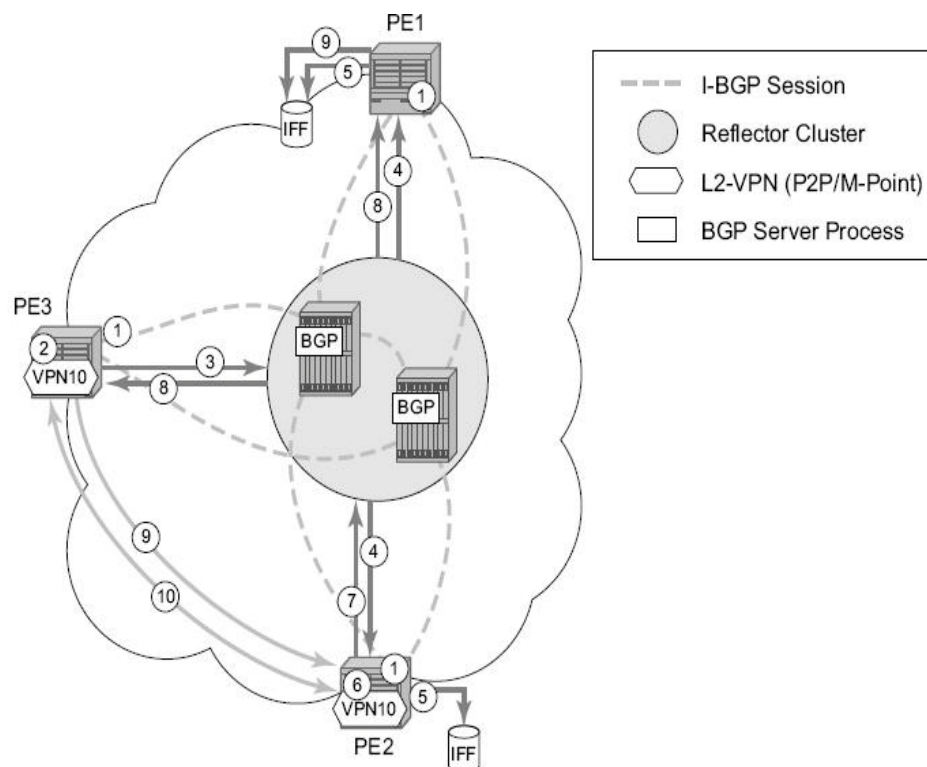 PE1
9
5
1
IFF
I-BGP Session
Reflector Cluster
L2-VPN (P2P/M-Point)
BGP Server Process
4
8
PE3
1
2
VPN10
3
8
BGP
BGP
9
4
10
7
1
6
5
VPN10
PE2
IFF